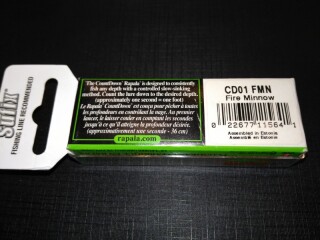 Sufix
FISHING LINE RECOMMENDED
The CountDown Rapala is designed to consistently
fish any depth with a controlled slow-sinking
method. Count the lure down to the desired depth.
(approximately one second = one foot)
Le Rapala CountDown est conçu pour pêcher à toutes
les profondeurs en contrôlant la nage. Au premier
lancer, le laisser couler en comptant les secondes
jusqu'à ce qu'il atteigne la profondeur désirée.
(approximativement une seconde - 36 cm)
rapala.com
CD01 FMN
Fire Minnow
0 22677 11564 1
Assembled in Estonia
Assemblé en Estonie